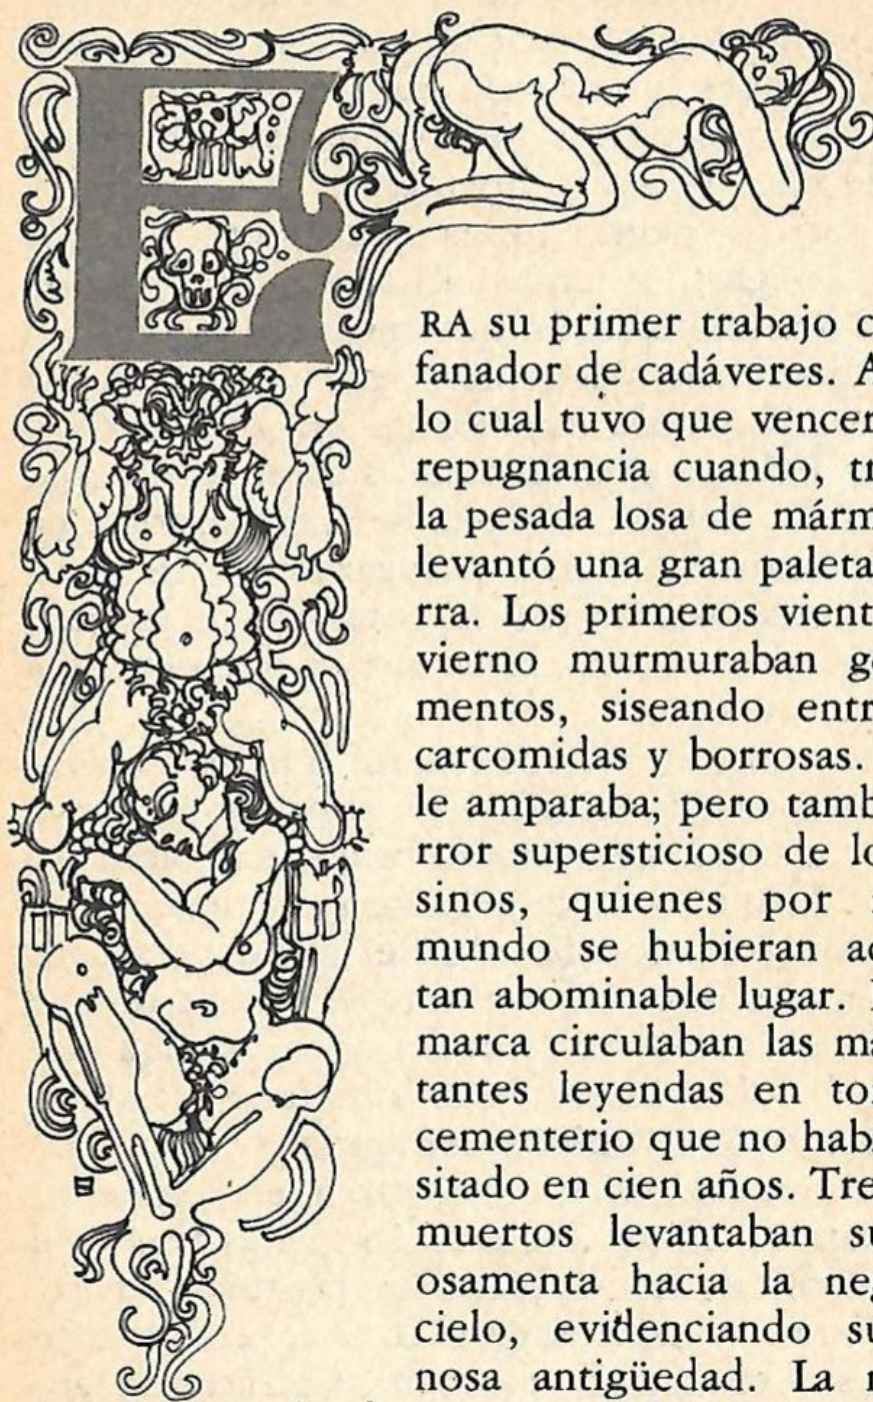 E
RA su primer trabajo c
fanador de cadáveres. A
lo cual tuvo que vencer
repugnancia cuando, tr
la pesada losa de márm
levantó una gran paleta
rra. Los primeros vient
vierno murmuraban g
mentos, siseando entr
carcomidas y borrosas.
le amparaba; pero tamb
rror supersticioso de lo
sinos, quienes por
mundo se hubieran a
tan abominable lugar.
marca circulaban las m
tantes leyendas en to
cementerio que no hab
sitado en cien años. Tre
muertos levantaban su
osamenta hacia la ne
cielo, evidenciando su
nosa antigüedad. La